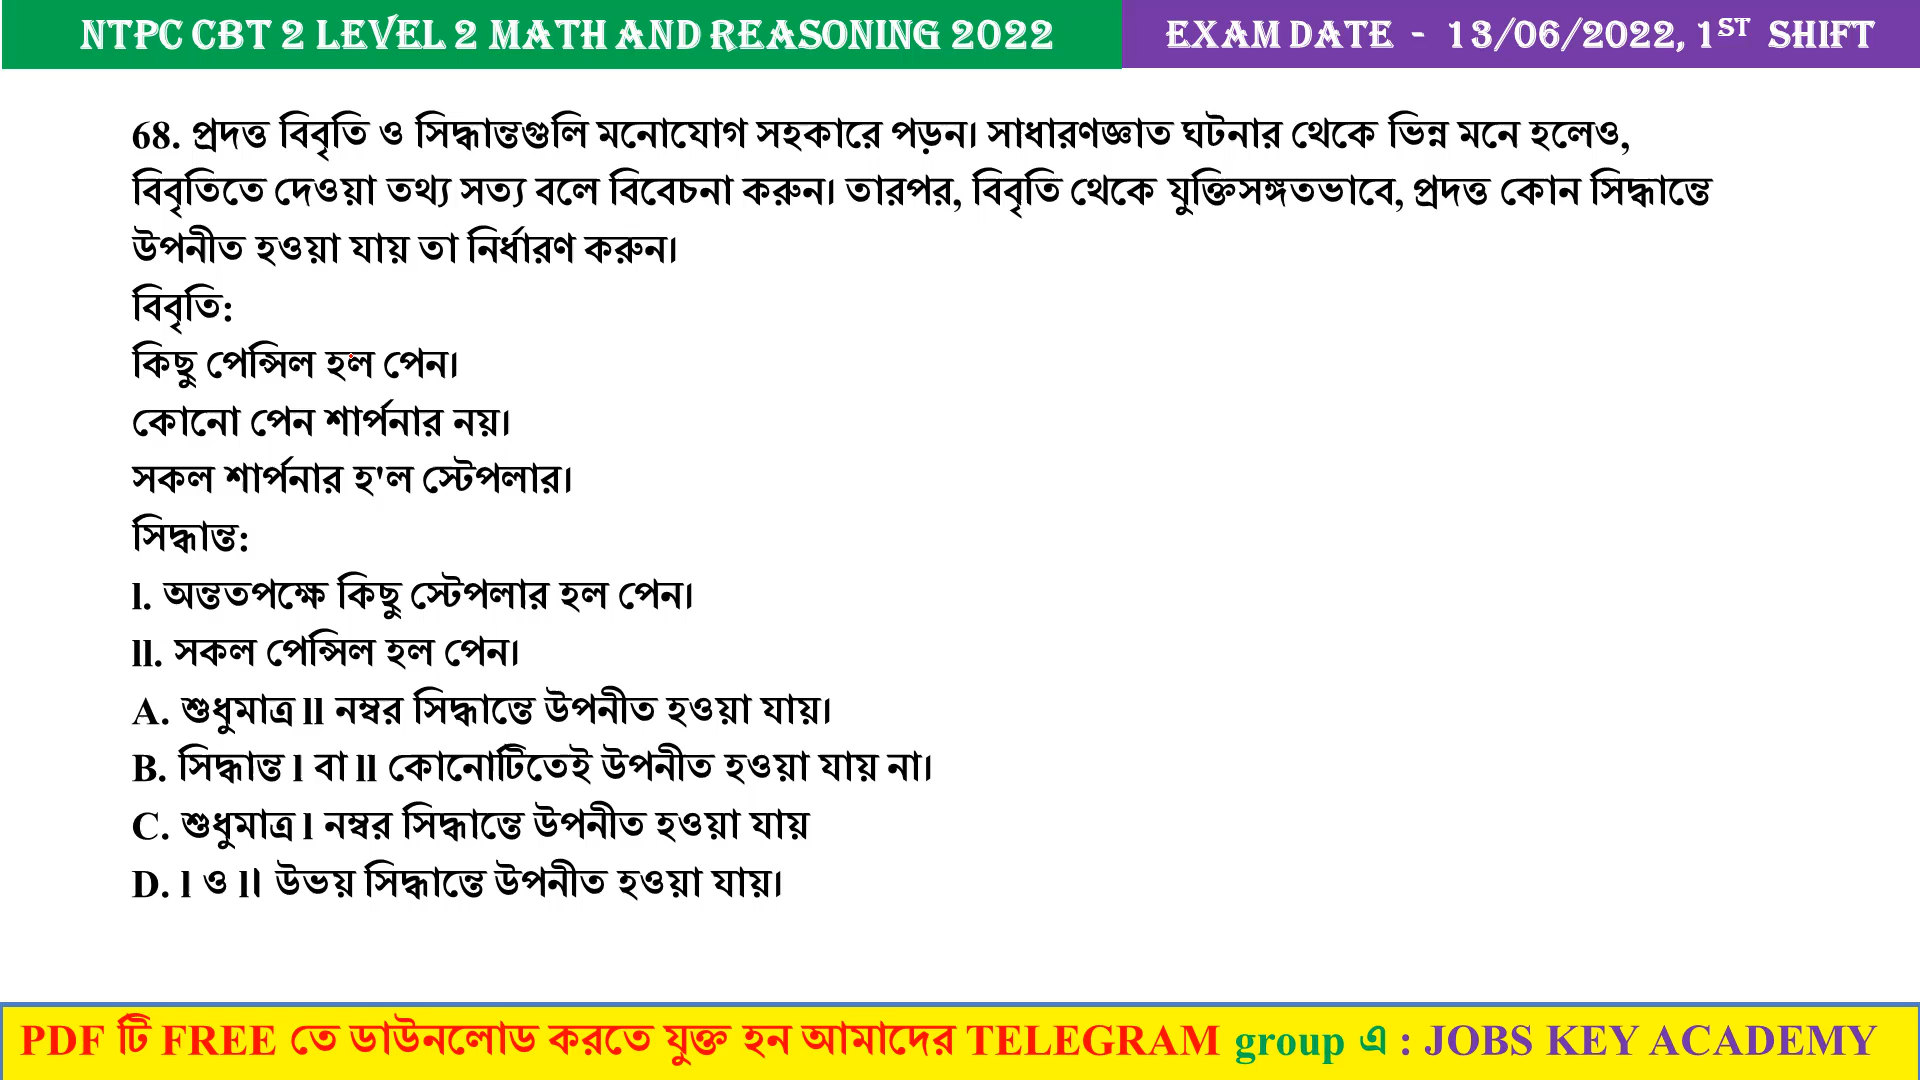 NTPC CBT 2 LEVEL 2 MATH AND REASONING 2022
EXAM DATE - 13/06/2022, 1ST SHIFT
68. প্রদত্ত বিবৃতি ও সিদ্ধান্তগুলি মনোযোগ সহকারে পড়ুন। সাধারণজ্ঞাত ঘটনার থেকে ভিন্ন মনে হলেও,
বিবৃতিতে দেওয়া তথ্য সত্য বলে বিবেচনা করুন। তারপর, বিবৃতি থেকে যুক্তিসঙ্গতভাবে, প্রদত্ত কোন সিদ্ধান্তে
উপনীত হওয়া যায় তা নির্ধারণ করুন।
বিবৃতি:
কিছু পেন্সিল হল পেন।
কোনো পেন শার্পনার নয়।
সকল শার্পনার হ'ল স্টেপলার।
সিদ্ধান্ত:
l. অন্ততপক্ষে কিছু স্টেপলার হল পেন।
ll. সকল পেন্সিল হল পেন।
A. শুধুমাত্র ll নম্বর সিদ্ধান্তে উপনীত হওয়া যায়।
B. সিদ্ধান্ত l বা ll কোনোটিতেই উপনীত হওয়া যায় না।
C. শুধুমাত্র l নম্বর সিদ্ধান্তে উপনীত হওয়া যায়
D. l ও l। উভয় সিদ্ধান্তে উপনীত হওয়া যায়।
PDF টি FREE তে ডাউনলোড করতে যুক্ত হন আমাদের TELEGRAM group এ : JOBS KEY ACADEMY